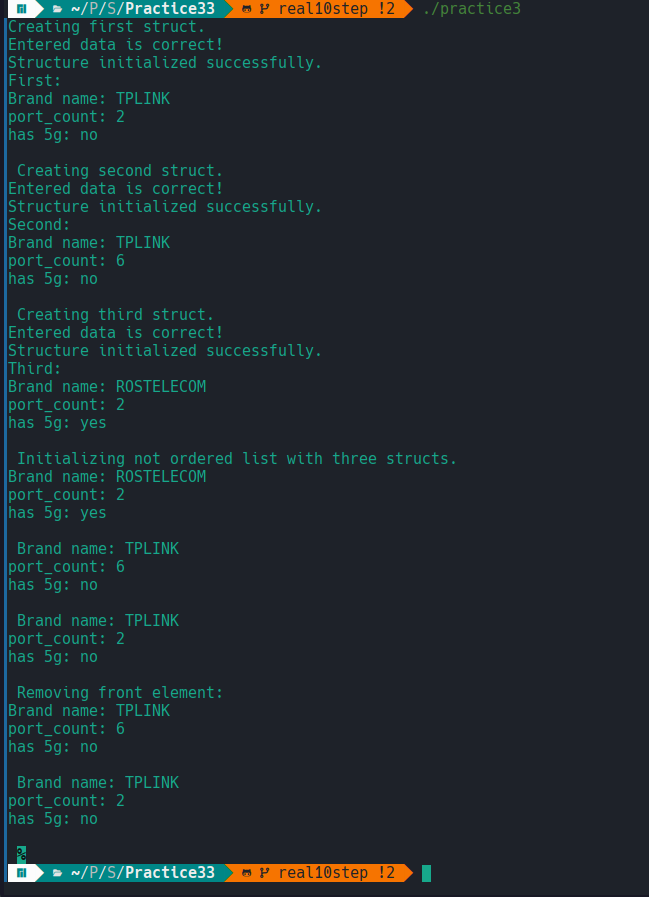 ~/P/S/Practice33 real10step !2 ./practice3
Creating first struct.
Entered data is correct!
Structure initialized successfully.
First:
Brand name: TPLINK
port_count: 2
has 5g: no
Creating second struct.
Entered data is correct!
Structure initialized successfully.
Second:
Brand name: TPLINK
port_count: 6
has 5g: no
Creating third struct.
Entered data is correct!
Structure initialized successfully.
Third:
Brand name: ROSTELECOM
port_count: 2
has 5g: yes
Initializing not ordered list with three structs.
Brand name: ROSTELECOM
port_count: 2
has 5g: yes
Brand name: TPLINK
port_count: 6
has 5g: no
Brand name: TPLINK
port_count: 2
has 5g: no
Removing front element:
Brand name: TPLINK
port_count: 6
has 5g: no
Brand name: TPLINK
port_count: 2
has 5g: no
%
~/P/S/Practice33 real10step !2